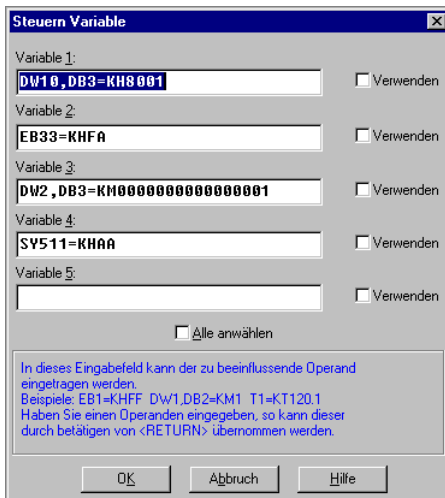 Steuern Variable
Variable 1:
DW10,DB3=KH8001
Verwenden
Variable 2:
EB33=KHFA
Verwenden
Variable 3:
DW2,DB3=KM0000000000000001
Verwenden
Variable 4:
SY511=KHAA
Verwenden
Variable 5:
Verwenden
Alle anwählen
In dieses Eingabefeld kann der zu beeinflussende Operand
eingetragen werden.
Beispiele: EB1=KHFF DW1,DB2=KM1 T1=KT120.1
Haben Sie einen Operanden eingegeben, so kann dieser
durch betätigen von <RETURN> übernommen werden.
OK
Abbruch
Hilfe